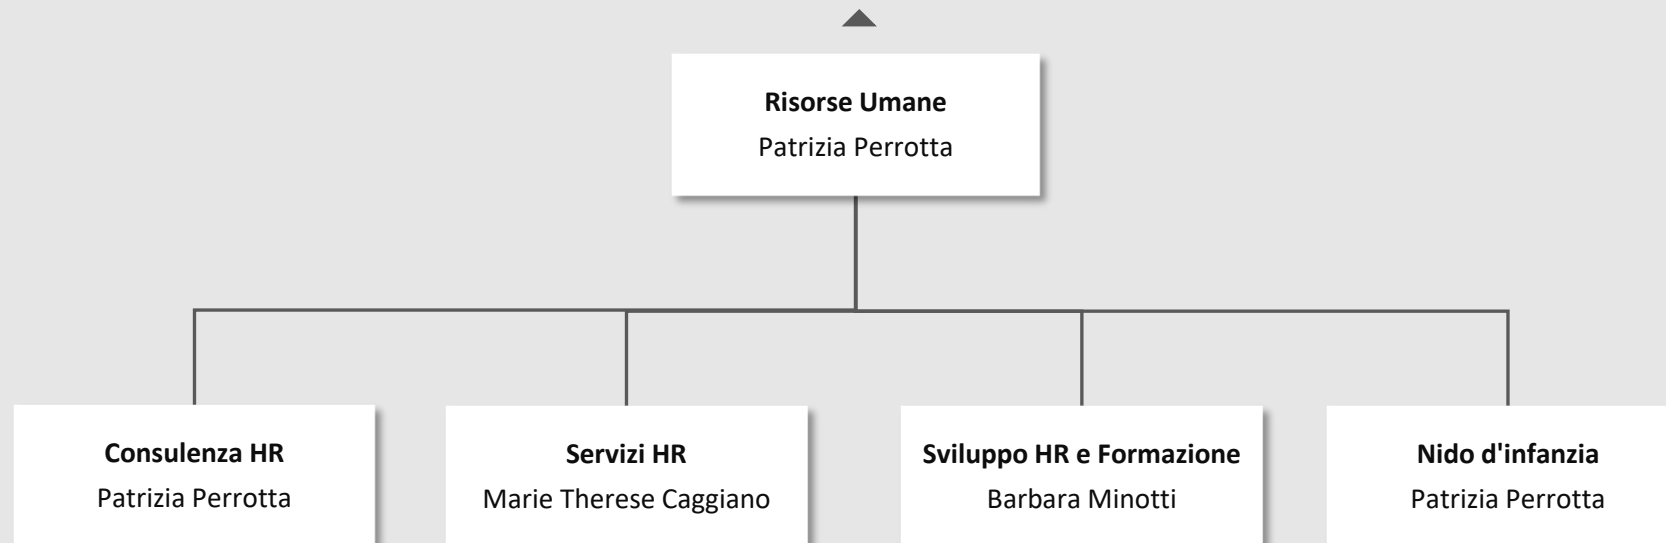 Risorse Umane
Patrizia Perrotta
Consulenza HR
Patrizia Perrotta
Servizi HR
Marie Therese Caggiano
Sviluppo HR e Formazione
Barbara Minotti
Nido d'infanzia
Patrizia Perrotta